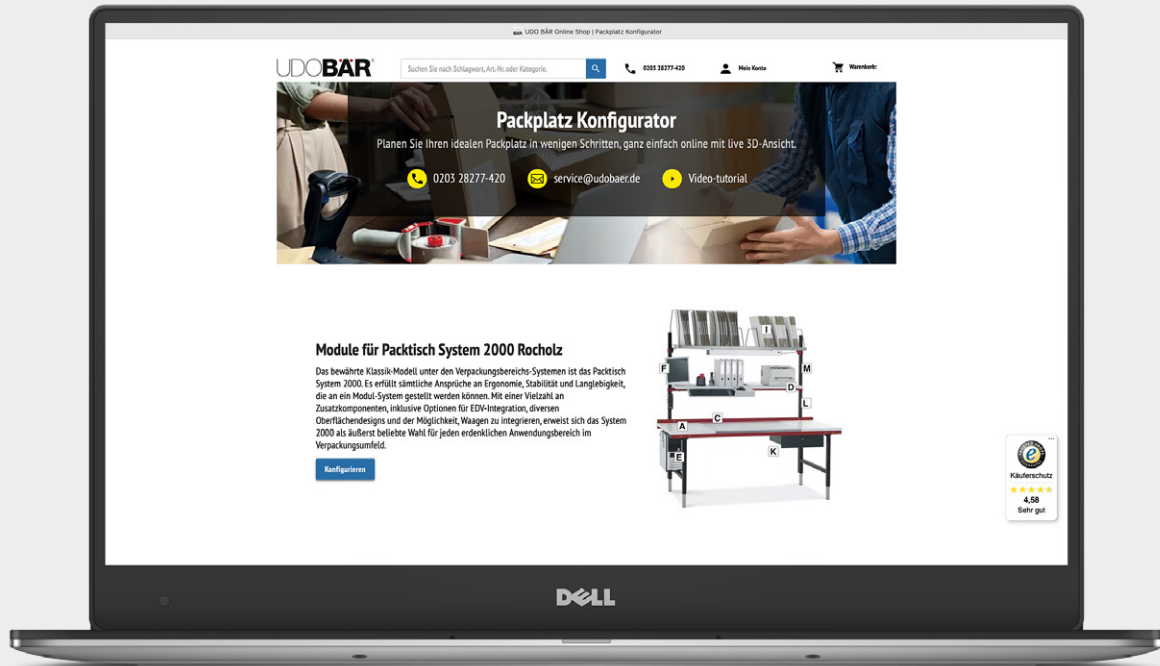 BÄR UDO BÄR Online Shop | Packplatz Konfigurator
UDOBÄR
Suchen Sie nach Schlagwort, Art.-Nr. oder Kategorie.
0203 28277-420
Mein Konto
Warenkorb:
Packplatz Konfigurator
Planen Sie Ihren idealen Packplatz in wenigen Schritten, ganz einfach online mit live 3D-Ansicht.
0203 28277-420
service@udobaer.de
Video-tutorial
Module für Packtisch System 2000 Rocholz
Das bewährte Klassik-Modell unter den Verpackungsbereichs-Systemen ist das Packtisch
System 2000. Es erfüllt sämtliche Ansprüche an Ergonomie, Stabilität und Langlebigkeit,
die an ein Modul-System gestellt werden können. Mit einer Vielzahl an
Zusatzkomponenten, inklusive Optionen für EDV-Integration, diversen
Oberflächendesigns und der Möglichkeit, Waagen zu integrieren, erweist sich das System
2000 als äußerst beliebte Wahl für jeden erdenklichen Anwendungsbereich im
Verpackungsumfeld.
Konfigurieren
I
F
M
D
L
C
A
K
E
e
Käuferschutz
4,58
Sehr gut
DELL